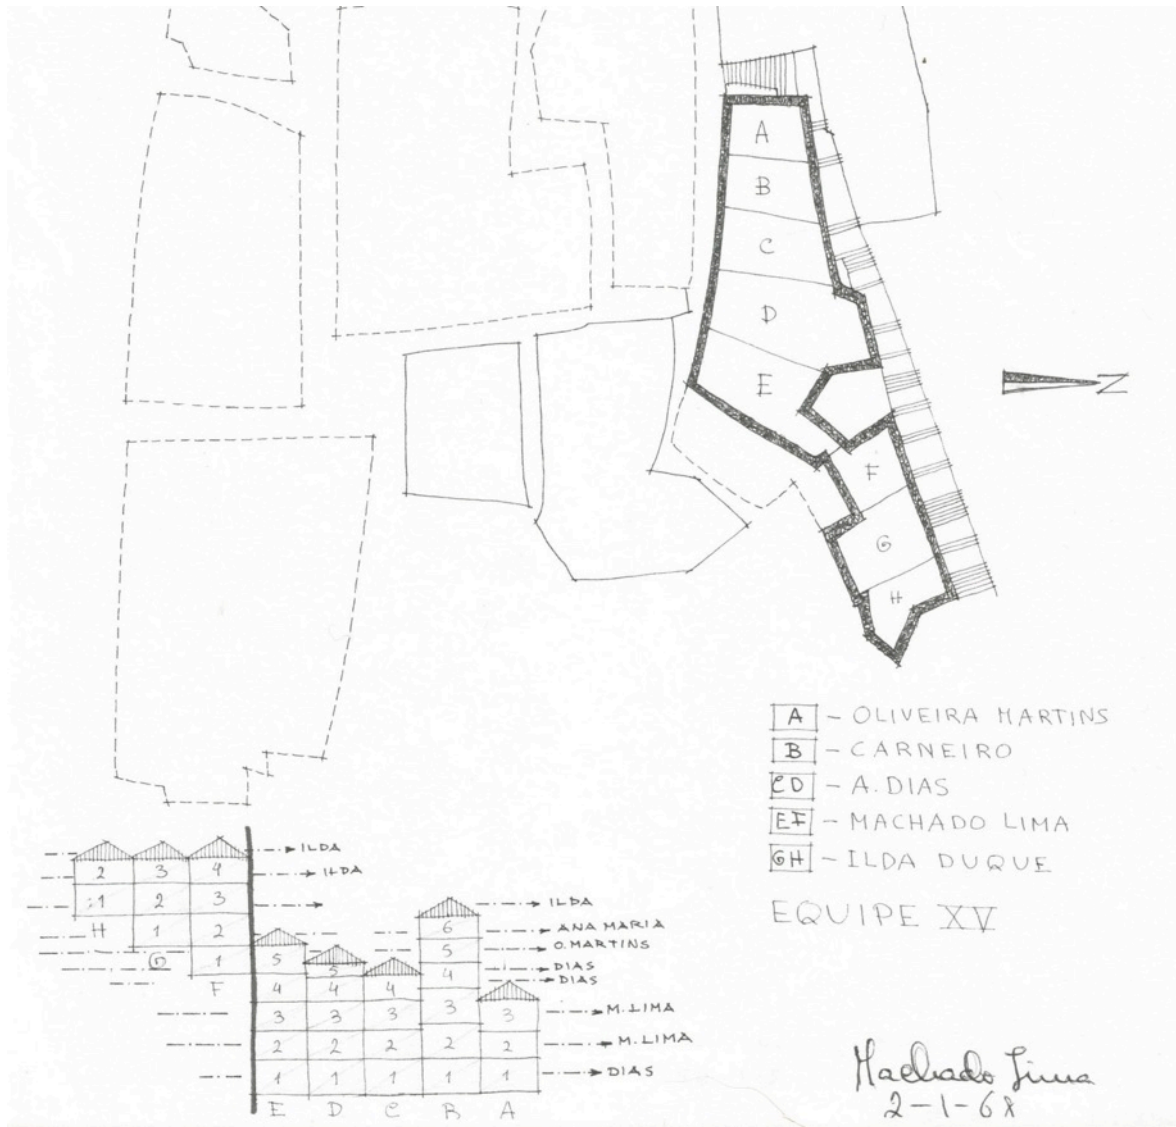 A
B
C
D
E
F
G
H
N
A - OLIVEIRA MARTINS
B - CARNEIRO
CD - A. DIAS
EF - MACHADO LIMA
GH - ILDA DUQUE
EQUIPE XV
ILDA
2 3 4 ILDA
1 2 3
H 1 2
G 1
F
ILDA
6 ANA MARIA
5 5 5 O. MARTINS
4 DIAS
4 4 4 DIAS
3 3 3 3 3 M. LIMA
2 2 2 2 2 M. LIMA
1 1 1 1 1 DIAS
E D C B A
Machado Lima
2-1-68